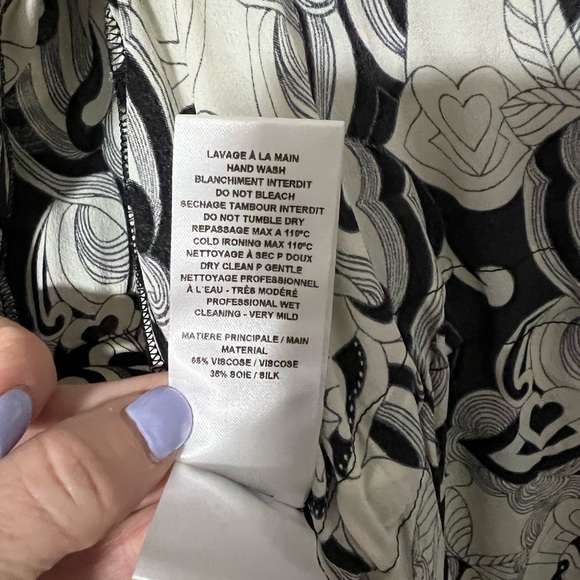 LAVAGE À LA MAIN
HAND WASH
BLANCHIMENT INTERDIT
DO NOT BLEACH
SECHAGE TAMBOUR INTERDIT
DO NOT TUMBLE DRY
REPASSAGE MAX A 110°C
COLD IRONING MAX 110°C
NETTOYAGE À SEC P DOUX
DRY CLEAN P GENTLE
NETTOYAGE PROFESSIONNEL
À L'EAU - TRÈS MODÉRÉ
PROFESSIONAL WET
CLEANING - VERY MILD
MATIERE PRINCIPALE / MAIN
MATERIAL
65% VISCOSE / VISCOSE
35% SOIE / SILK